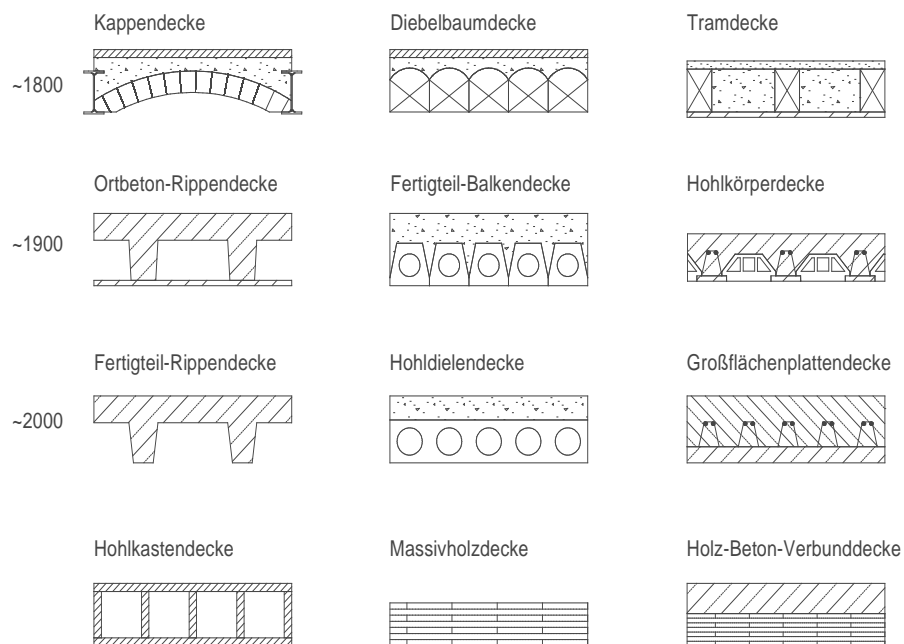 Kappendecke
Diebelbaumdecke
Tramdecke
~1800
Ortbeton-Rippendecke
Fertigteil-Balkendecke
Hohlkörperdecke
~1900
Fertigteil-Rippendecke
Hohldielendecke
Großflächenplattendecke
~2000
Hohlkastendecke
Massivholzdecke
Holz-Beton-Verbunddecke